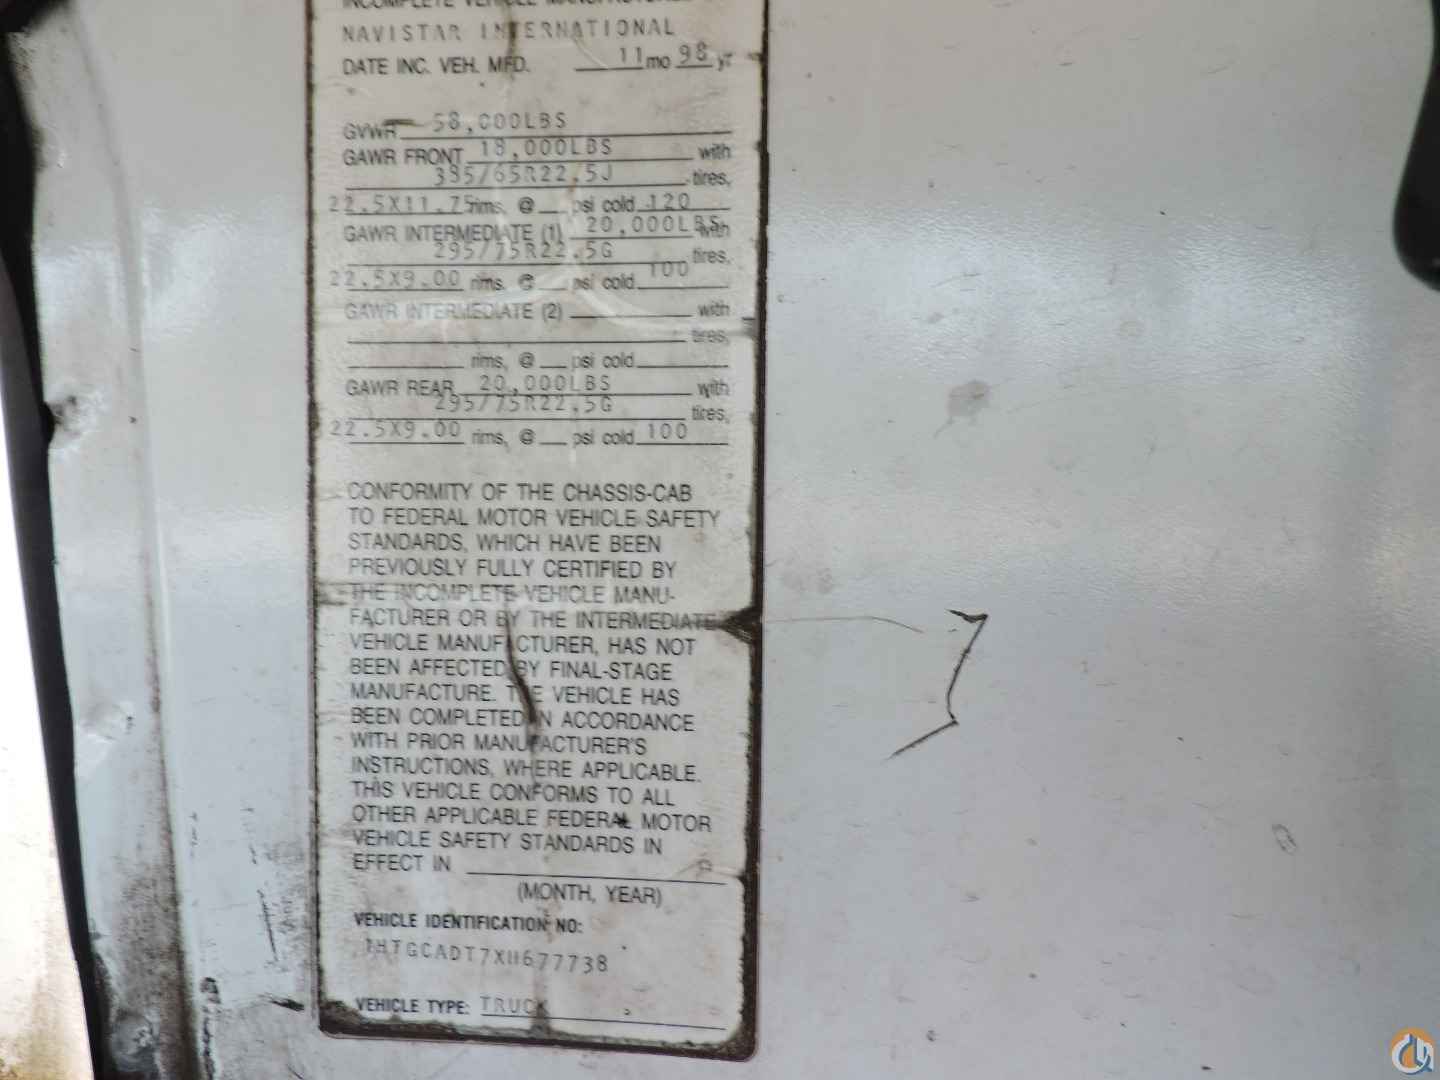 INCOMPLETE VEHICLE MANUFACTURER
NAVISTAR INTERNATIONAL
DATE INC. VEH. MFD. 11 mo 98 yr
GVWR 58,000LBS
GAWR FRONT 18,000LBS with
385/65R22.5J tires,
22.5X11.75 rims, @ psi cold 120
GAWR INTERMEDIATE (1) 20,000LBS with
295/75R22.5G tires,
22.5X9.00 rims, @ psi cold 100
GAWR INTERMEDIATE (2) with
tires,
rims, @ psi cold
GAWR REAR 20,000LBS with
295/75R22.5G tires,
22.5X9.00 rims, @ psi cold 100
CONFORMITY OF THE CHASSIS-CAB
TO FEDERAL MOTOR VEHICLE SAFETY
STANDARDS, WHICH HAVE BEEN
PREVIOUSLY FULLY CERTIFIED BY
THE INCOMPLETE VEHICLE MANU-
FACTURER OR BY THE INTERMEDIATE
VEHICLE MANUFACTURER, HAS NOT
BEEN AFFECTED BY FINAL-STAGE
MANUFACTURE. THE VEHICLE HAS
BEEN COMPLETED IN ACCORDANCE
WITH PRIOR MANUFACTURER'S
INSTRUCTIONS, WHERE APPLICABLE.
THIS VEHICLE CONFORMS TO ALL
OTHER APPLICABLE FEDERAL MOTOR
VEHICLE SAFETY STANDARDS IN
EFFECT IN
(MONTH, YEAR)
VEHICLE IDENTIFICATION NO:
1HTGCADT7XH677738
VEHICLE TYPE: TRUCK